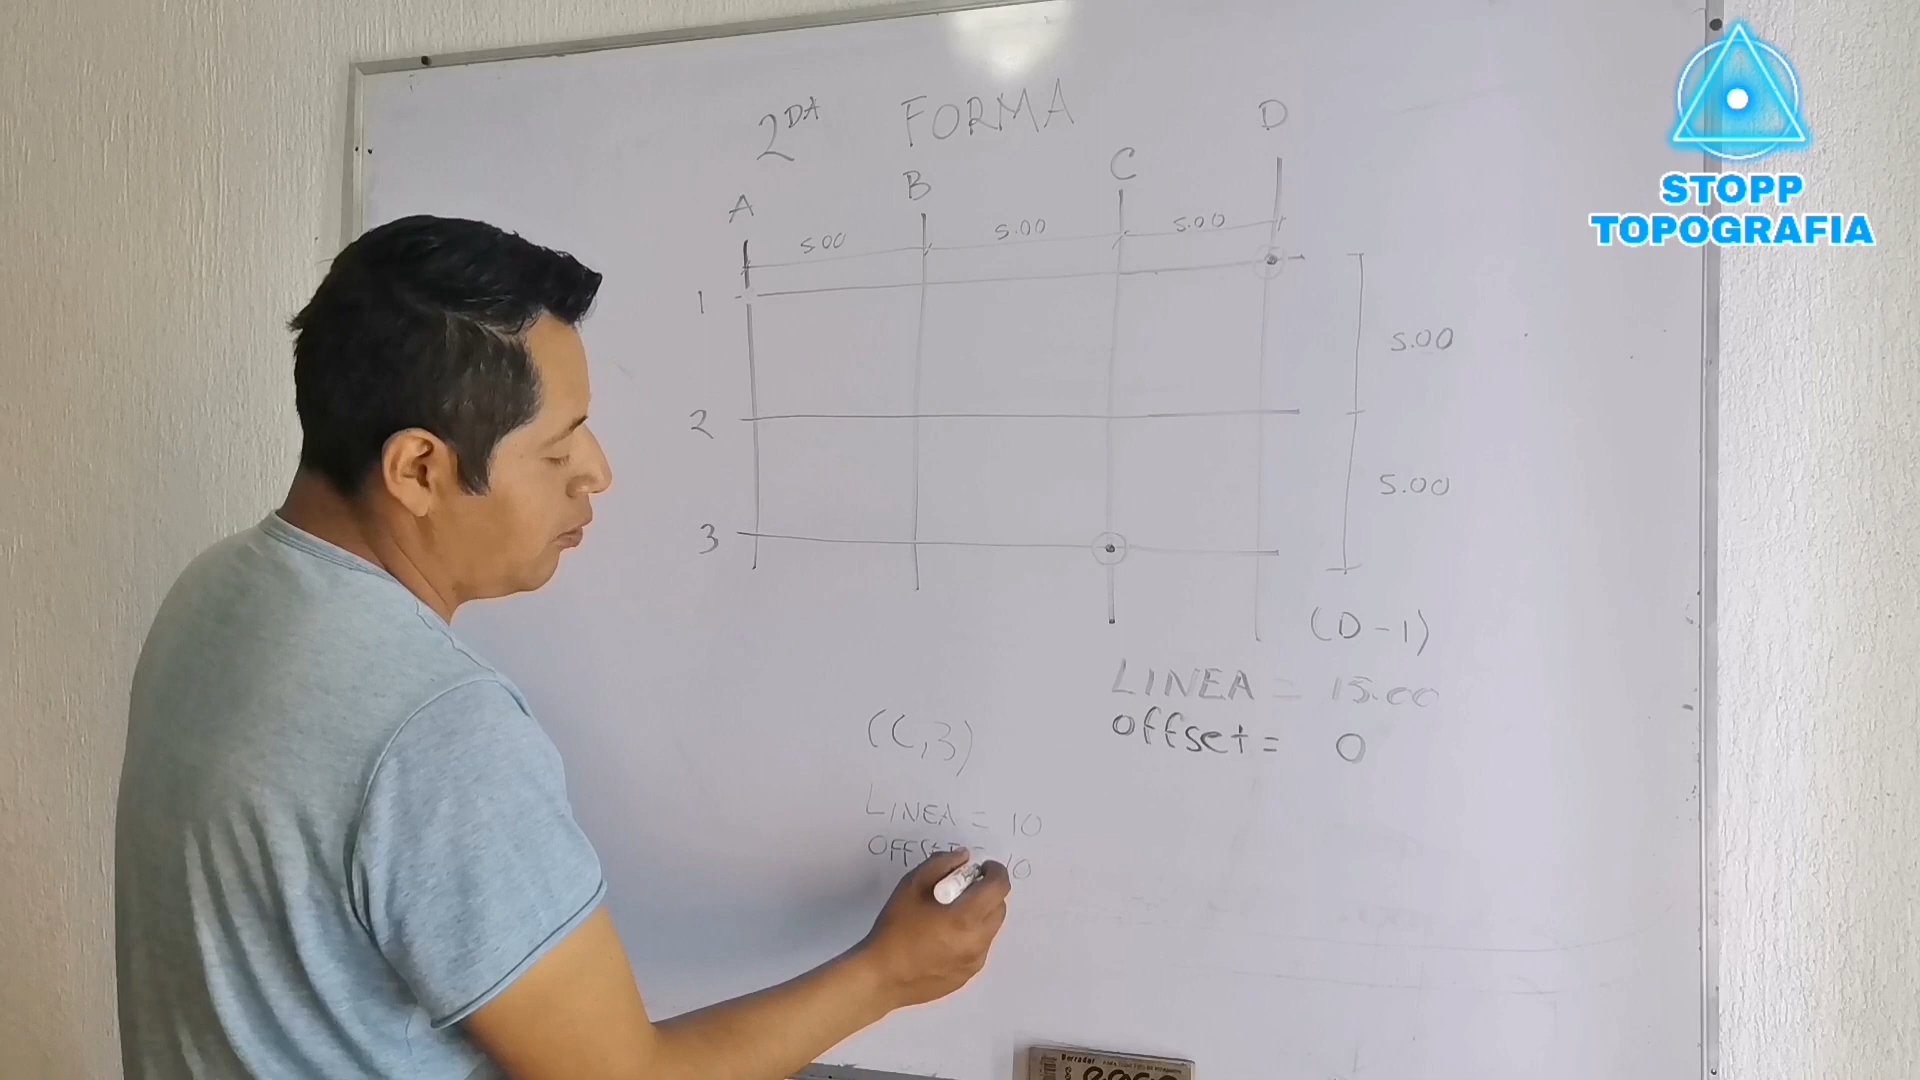 2DA FORMA
A B C D
5.00 5.00 5.00
1
2
3
5.00
5.00
(D-1)
LINEA = 15.00
offset = 0
(C,3)
LINEA = 10
OFFSET = 10
STOPP
TOPOGRAFIA
Borrador